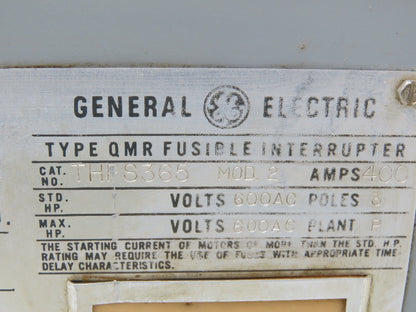 GENERAL GE ELECTRIC
TYPE QMR FUSIBLE INTERRUPTER
CAT. NO. THFS365 MOD. 2 AMPS 400
STD. HP. VOLTS 600AC POLES 3
MAX. HP. VOLTS 600AC PLANT P
THE STARTING CURRENT OF MOTORS OF MORE THAN THE STD. H.P.
RATING MAY REQUIRE THE USE OF FUSES WITH APPROPRIATE TIME
DELAY CHARACTERISTICS.